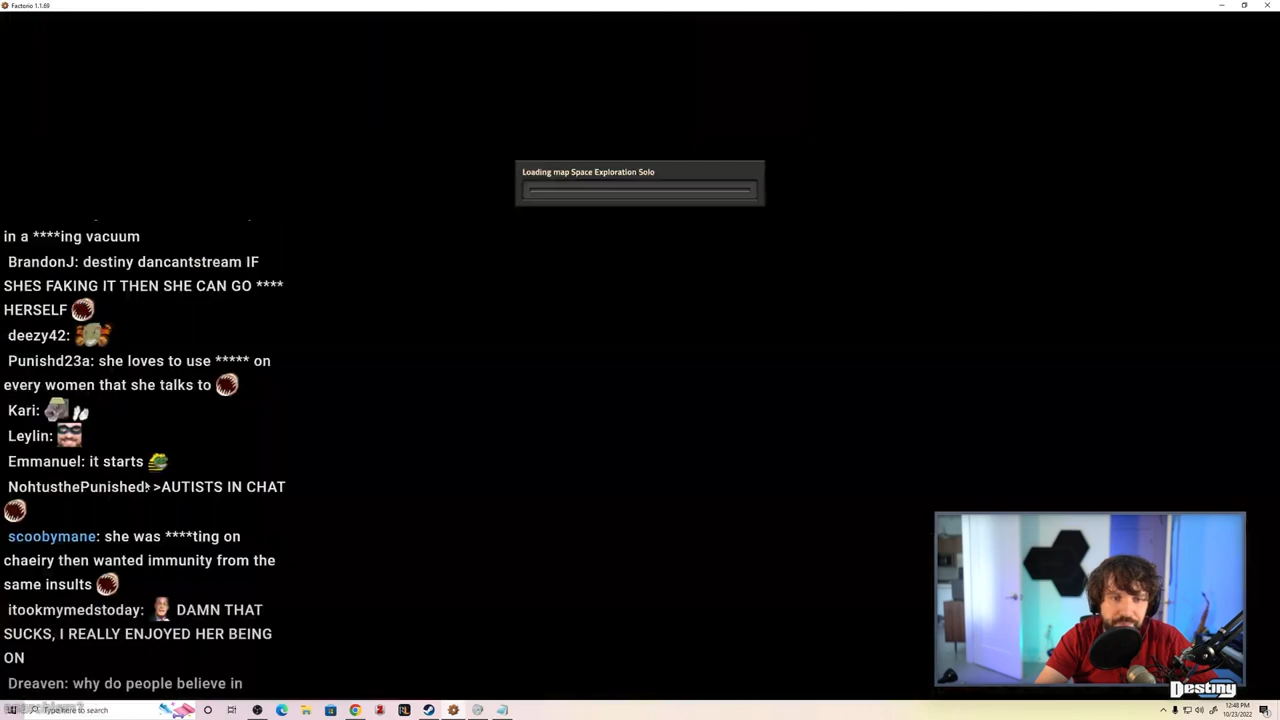 Factorio 1.1.69
Loading map Space Exploration Solo
in a ****ing vacuum
BrandonJ: destiny dancantstream IF
SHES FAKING IT THEN SHE CAN GO ****
HERSELF
deezy42:
Punishd23a: she loves to use ***** on
every women that she talks to
Kari:
Leylin:
Emmanuel: it starts
NohtusthePunished: >AUTISTS IN CHAT
scoobymane: she was ****ting on
chaeiry then wanted immunity from the
same insults
itookmymedstoday: DAMN THAT
SUCKS, I REALLY ENJOYED HER BEING
ON
Dreaven: why do people believe in
Destiny
Type here to search
12:48 PM
10/23/2022